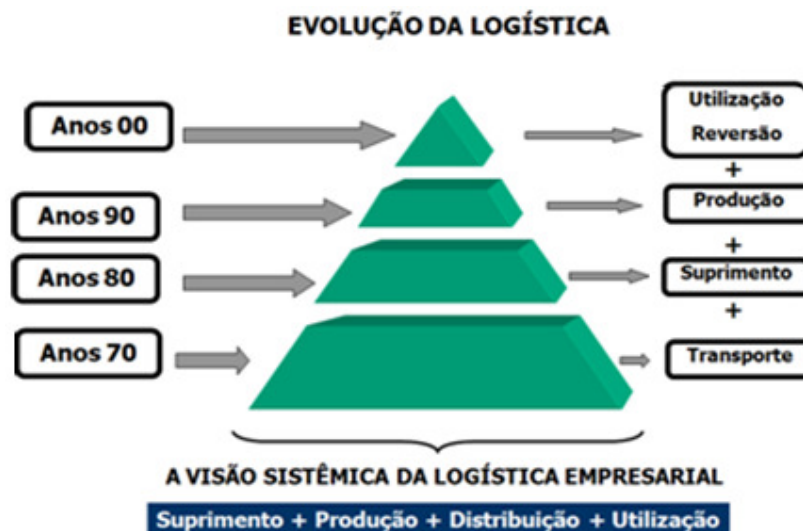 EVOLUÇÃO DA LOGÍSTICA
Anos 00
Utilização
Reversão
+
Anos 90
Produção
+
Anos 80
Suprimento
+
Anos 70
Transporte
A VISÃO SISTÊMICA DA LOGÍSTICA EMPRESARIAL
Suprimento + Produção + Distribuição + Utilização